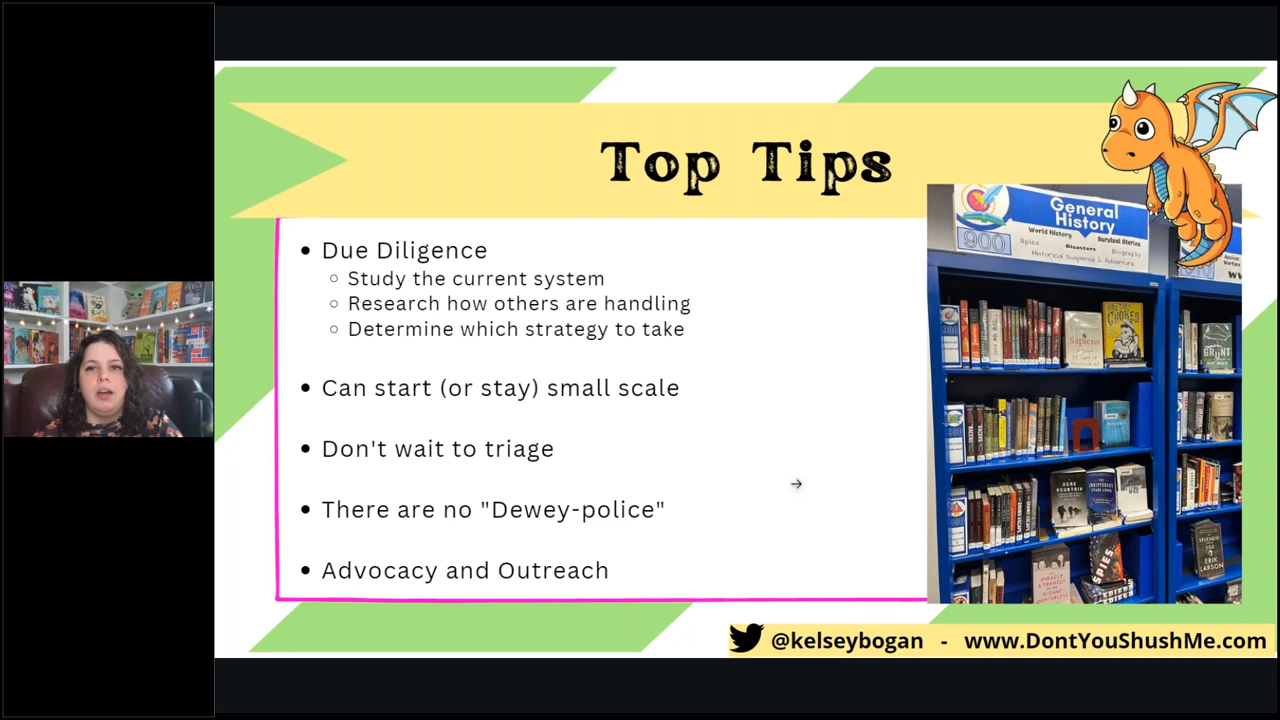 Top Tips
Due Diligence
Study the current system
Research how others are handling
Determine which strategy to take
Can start (or stay) small scale
Don't wait to triage
There are no "Dewey-police"
Advocacy and Outreach
General
History
900
World History
Survival Stories
Spies
Disasters
Biography
Historical Suspense & Adventure
Sapiens
GRUNT
SPIES
ERIK
LARSON
@kelseybogan - www.DontYouShushMe.com